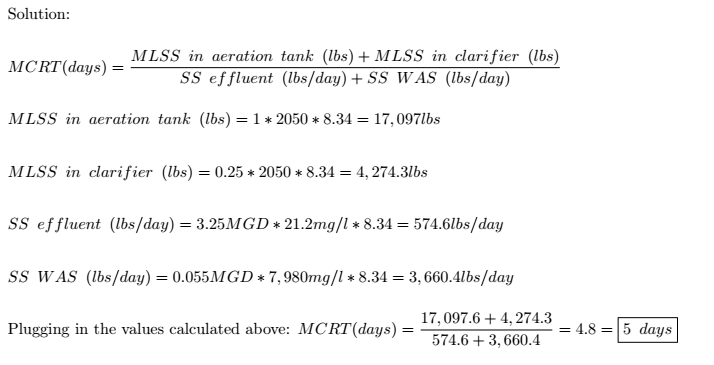 Solution:
MCRT(days) = \frac{MLSS in aeration tank (lbs) + MLSS in clarifier (lbs)}{SS effluent (lbs/day) + SS WAS (lbs/day)}
MLSS in aeration tank (lbs) = 1 * 2050 * 8.34 = 17,097lbs
MLSS in clarifier (lbs) = 0.25 * 2050 * 8.34 = 4,274.3lbs
SS effluent (lbs/day) = 3.25MGD * 21.2mg/l * 8.34 = 574.6lbs/day
SS WAS (lbs/day) = 0.055MGD * 7,980mg/l * 8.34 = 3,660.4lbs/day
Plugging in the values calculated above: MCRT(days) = \frac{17,097.6 + 4,274.3}{574.6 + 3,660.4} = 4.8 = 5 days